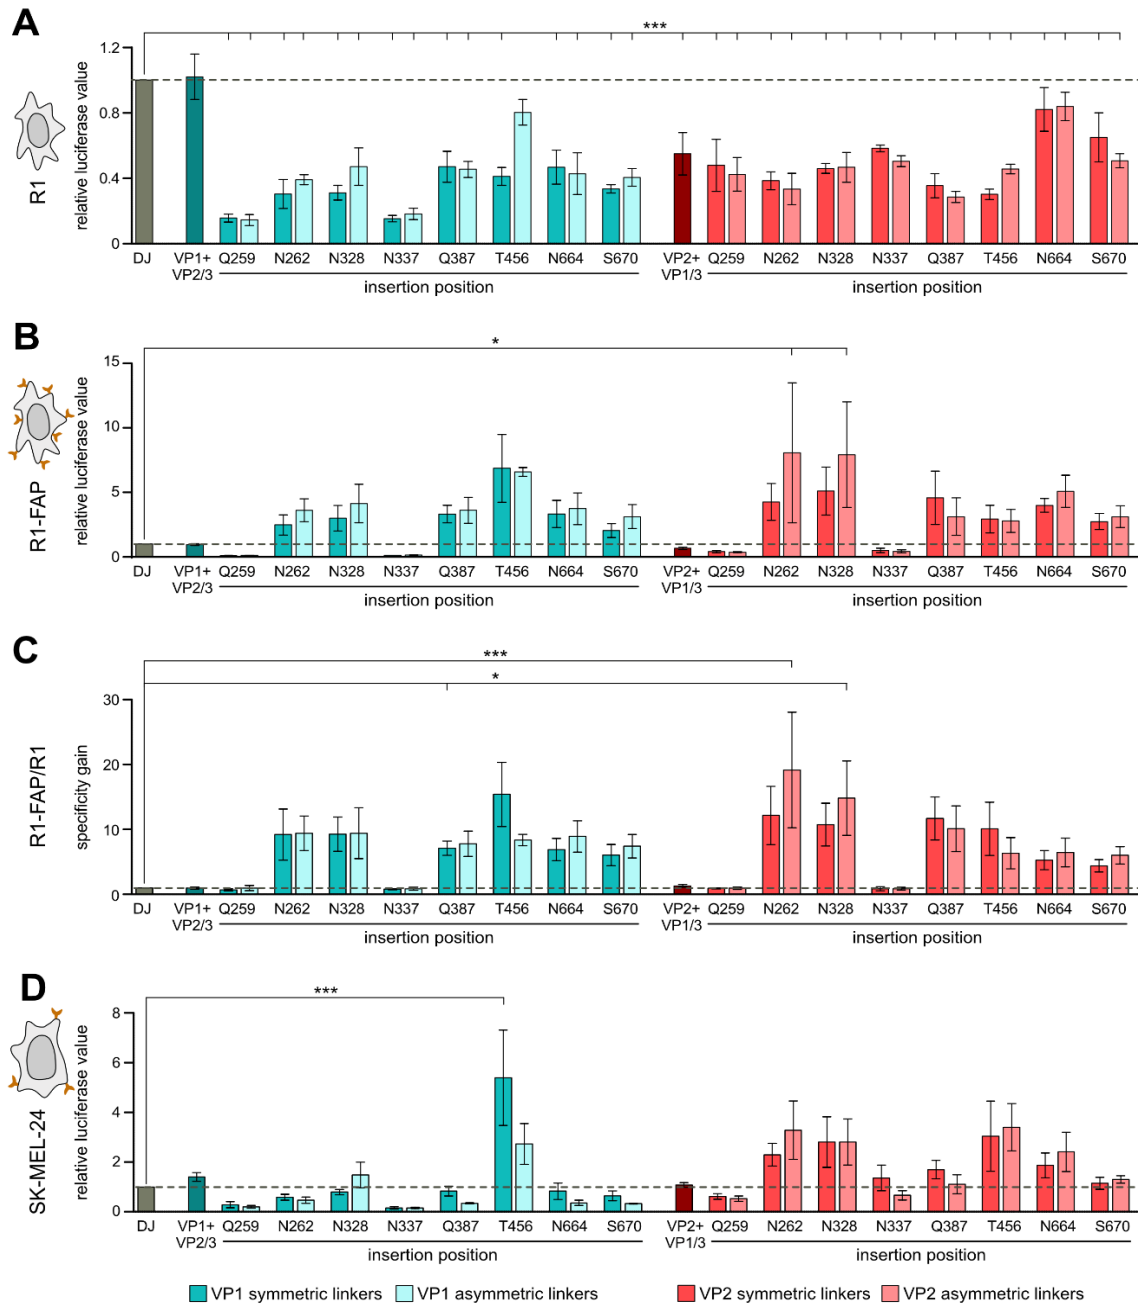 A
***
R1
relative luciferase value
1.2
0.8
0.4
0
DJ VP1+ Q259 N262 N328 N337 Q387 T456 N664 S670 VP2+ Q259 N262 N328 N337 Q387 T456 N664 S670
VP2/3 VP1/3
insertion position insertion position
B
*
R1-FAP
relative luciferase value
15
10
5
0
DJ VP1+ Q259 N262 N328 N337 Q387 T456 N664 S670 VP2+ Q259 N262 N328 N337 Q387 T456 N664 S670
VP2/3 VP1/3
insertion position insertion position
C
***
*
R1-FAP/R1
specificity gain
30
20
10
0
DJ VP1+ Q259 N262 N328 N337 Q387 T456 N664 S670 VP2+ Q259 N262 N328 N337 Q387 T456 N664 S670
VP2/3 VP1/3
insertion position insertion position
D
***
SK-MEL-24
relative luciferase value
8
6
4
2
0
DJ VP1+ Q259 N262 N328 N337 Q387 T456 N664 S670 VP2+ Q259 N262 N328 N337 Q387 T456 N664 S670
VP2/3 VP1/3
insertion position insertion position
VP1 symmetric linkers VP1 asymmetric linkers VP2 symmetric linkers VP2 asymmetric linkers